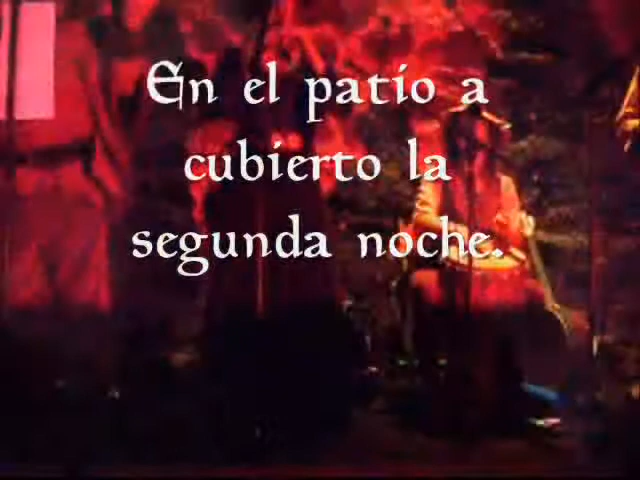 En el patio a
cubierto la
segunda noche.